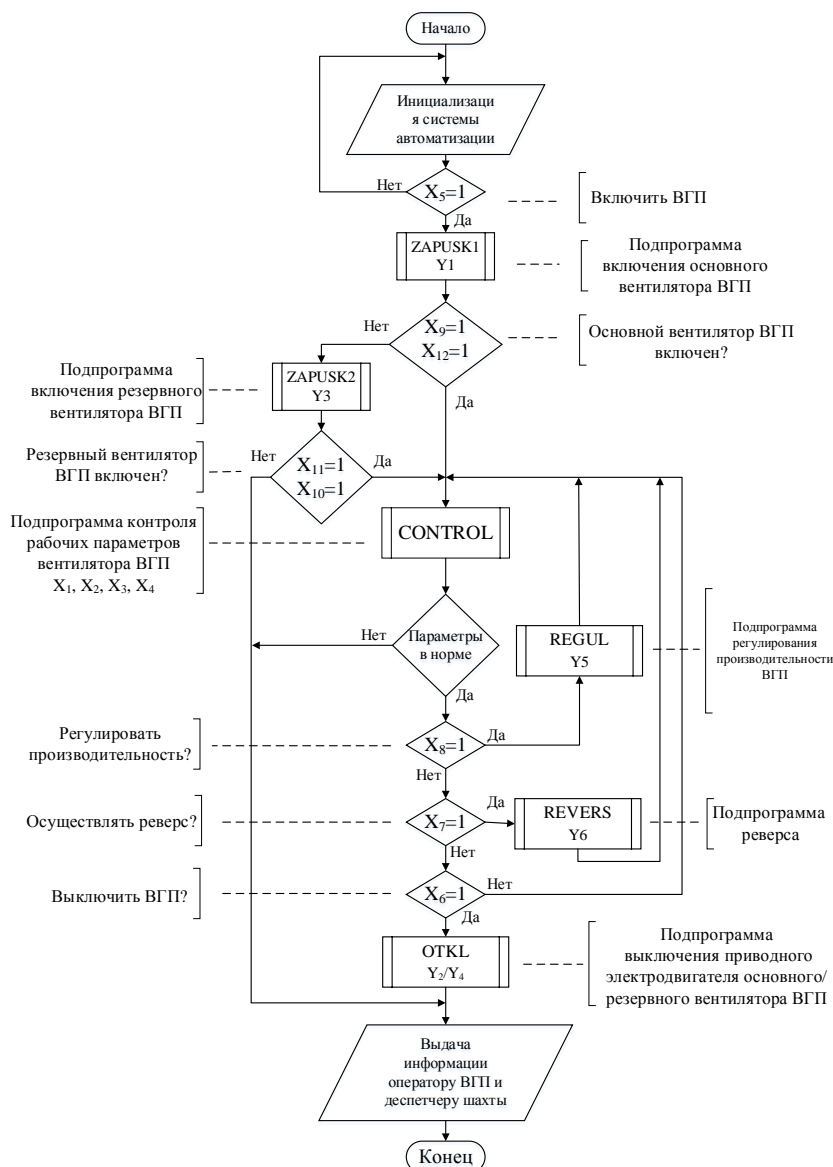 Начало
Инициализаци
я системы
автоматизации
Нет
X5=1
Включить ВГП
Да
ZAPUSK1
Y1
Подпрограмма
включения основного
вентилятора ВГП
Нет
X9=1
X12=1
Основной вентилятор ВГП
включен?
Подпрограмма
включения резервного
вентилятора ВГП
ZAPUSK2
Y3
Да
Резервный вентилятор
ВГП включен?
Нет
X11=1
X10=1
Да
Подпрограмма контроля
рабочих параметров
вентилятора ВГП
X1, X2, X3, X4
CONTROL
Нет
Параметры
в норме
REGUL
Y5
Подпрограмма
регулирования
производительности
ВГП
Да
Регулировать
производительность?
X8=1
Да
Нет
Осуществлять реверс?
X7=1
Да
REVERS
Y6
Подпрограмма
реверса
Нет
Выключить ВГП?
X6=1
Нет
Да
OTKL
Y2/Y4
Подпрограмма
выключения приводного
электродвигателя основного/
резервного вентилятора ВГП
Выдача
информации
оператору ВГП и
деспетчеру шахты
Конец